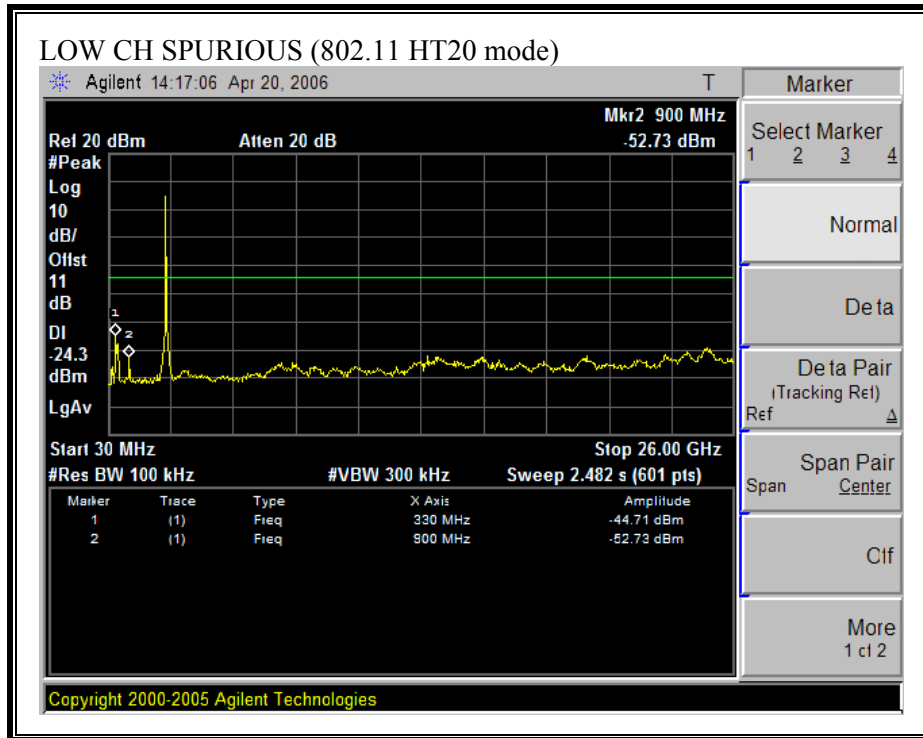 LOW CH SPURIOUS (802.11 HT20 mode)
Agilent 14:17:06 Apr 20, 2006 T
Mkr2 900 MHz
Ref 20 dBm Atten 20 dB -52.73 dBm
#Peak
Log
10
dB/
Offst
11
dB
DI
-24.3
dBm
LgAv
1
2
Start 30 MHz Stop 26.00 GHz
#Res BW 100 kHz #VBW 300 kHz Sweep 2.482 s (601 pts)
Marker Trace Type X Axis Amplitude
1 (1) Freq 330 MHz -44.71 dBm
2 (1) Freq 900 MHz -52.73 dBm
Copyright 2000-2005 Agilent Technologies
Marker
Select Marker
1 2 3 4
Normal
Delta
Delta Pair
(Tracking Ref)
Ref Δ
Span Pair
Span Center
Off
More
1 of 2